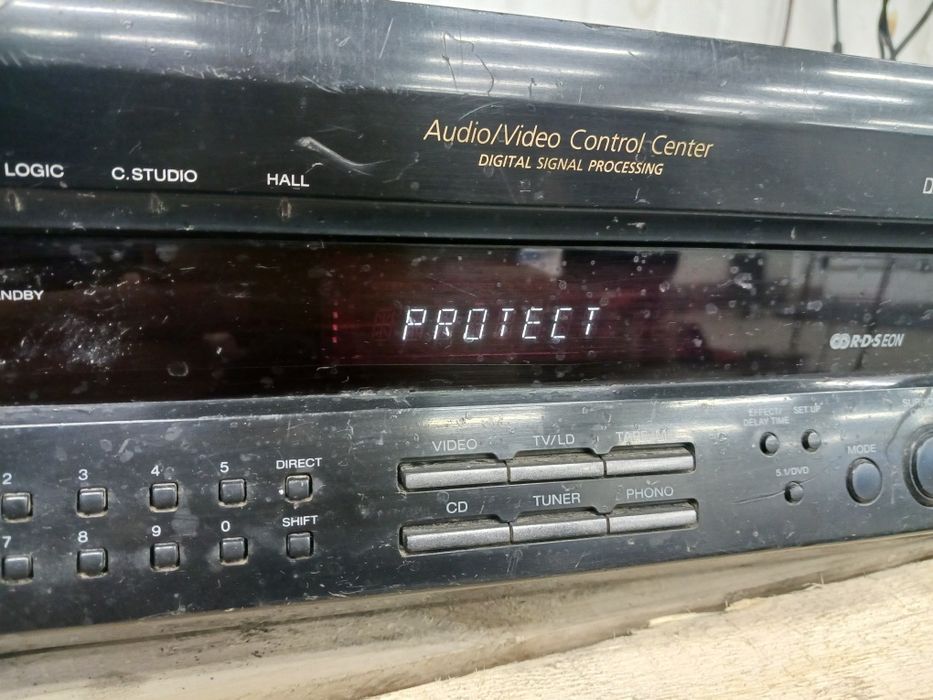 Audio/Video Control Center
DIGITAL SIGNAL PROCESSING
LOGIC C.STUDIO HALL
NDBY
PROTECT
R·D·S EON
EFFECT/ SET UP
DELAY TIME
VIDEO TV/LD
5.1/DVD
MODE
2 3 4 5 DIRECT
CD TUNER PHONO
7 8 9 0 SHIFT